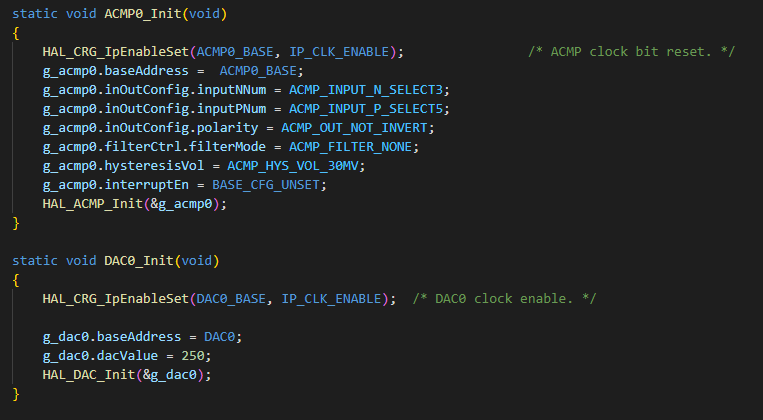 static void ACMP0_Init(void)
{
    HAL_CRG_IpEnableSet(ACMP0_BASE, IP_CLK_ENABLE);                /* ACMP clock bit reset. */
    g_acmp0.baseAddress =  ACMP0_BASE;
    g_acmp0.inOutConfig.inputNNum = ACMP_INPUT_N_SELECT3;
    g_acmp0.inOutConfig.inputPNum = ACMP_INPUT_P_SELECT5;
    g_acmp0.inOutConfig.polarity = ACMP_OUT_NOT_INVERT;
    g_acmp0.filterCtrl.filterMode = ACMP_FILTER_NONE;
    g_acmp0.hysteresisVol = ACMP_HYS_VOL_30MV;
    g_acmp0.interruptEn = BASE_CFG_UNSET;
    HAL_ACMP_Init(&g_acmp0);
}

static void DAC0_Init(void)
{
    HAL_CRG_IpEnableSet(DAC0_BASE, IP_CLK_ENABLE);  /* DAC0 clock enable. */

    g_dac0.baseAddress = DAC0;
    g_dac0.dacValue = 250;
    HAL_DAC_Init(&g_dac0);
}